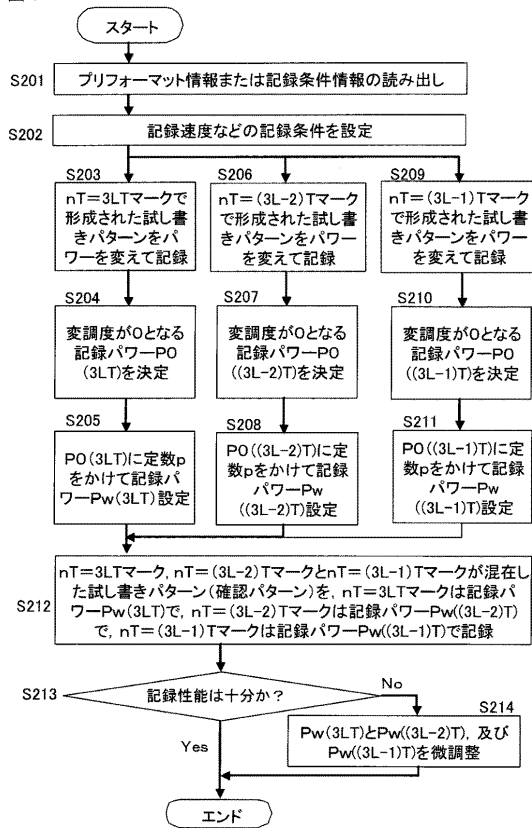 スタート
S201
プリフォーマット情報または記録条件情報の読み出し
S202
記録速度などの記録条件を設定
S203
nT=3LTマークで
形成された試し書
きパターンをパ
ワーを変えて記録
S206
nT=(3L-2)Tマーク
で形成された試し書
きパターンをパワー
を変えて記録
S209
nT=(3L-1)Tマーク
で形成された試し書
きパターンをパワー
を変えて記録
S204
変調度が0となる
記録パワーP0
(3LT)を決定
S207
変調度が0となる
記録パワーP0
((3L-2)T)を決定
S210
変調度が0となる
記録パワーP0
((3L-1)T)を決定
S205
P0(3LT)に定数p
をかけて記録パ
ワーPw(3LT)設定
S208
P0((3L-2)T)に定
数pをかけて記録
パワーPw
((3L-2)T)設定
S211
P0((3L-1)T)に定
数pをかけて記録
パワーPw
((3L-1)T)設定
S212
nT=3LTマーク, nT=(3L-2)TマークとnT=(3L-1)Tマークが混在し
た試し書きパターン(確認パターン)を, nT=3LTマークは記録パ
ワーPw(3LT)で, nT=(3L-2)Tマークは記録パワーPw((3L-2)T)
で, nT=(3L-1)Tマークは記録パワーPw((3L-1)T)で記録
S213
記録性能は十分か?
No
Yes
S214
Pw(3LT)とPw((3L-2)T), 及び
Pw((3L-1)T)を微調整
エンド